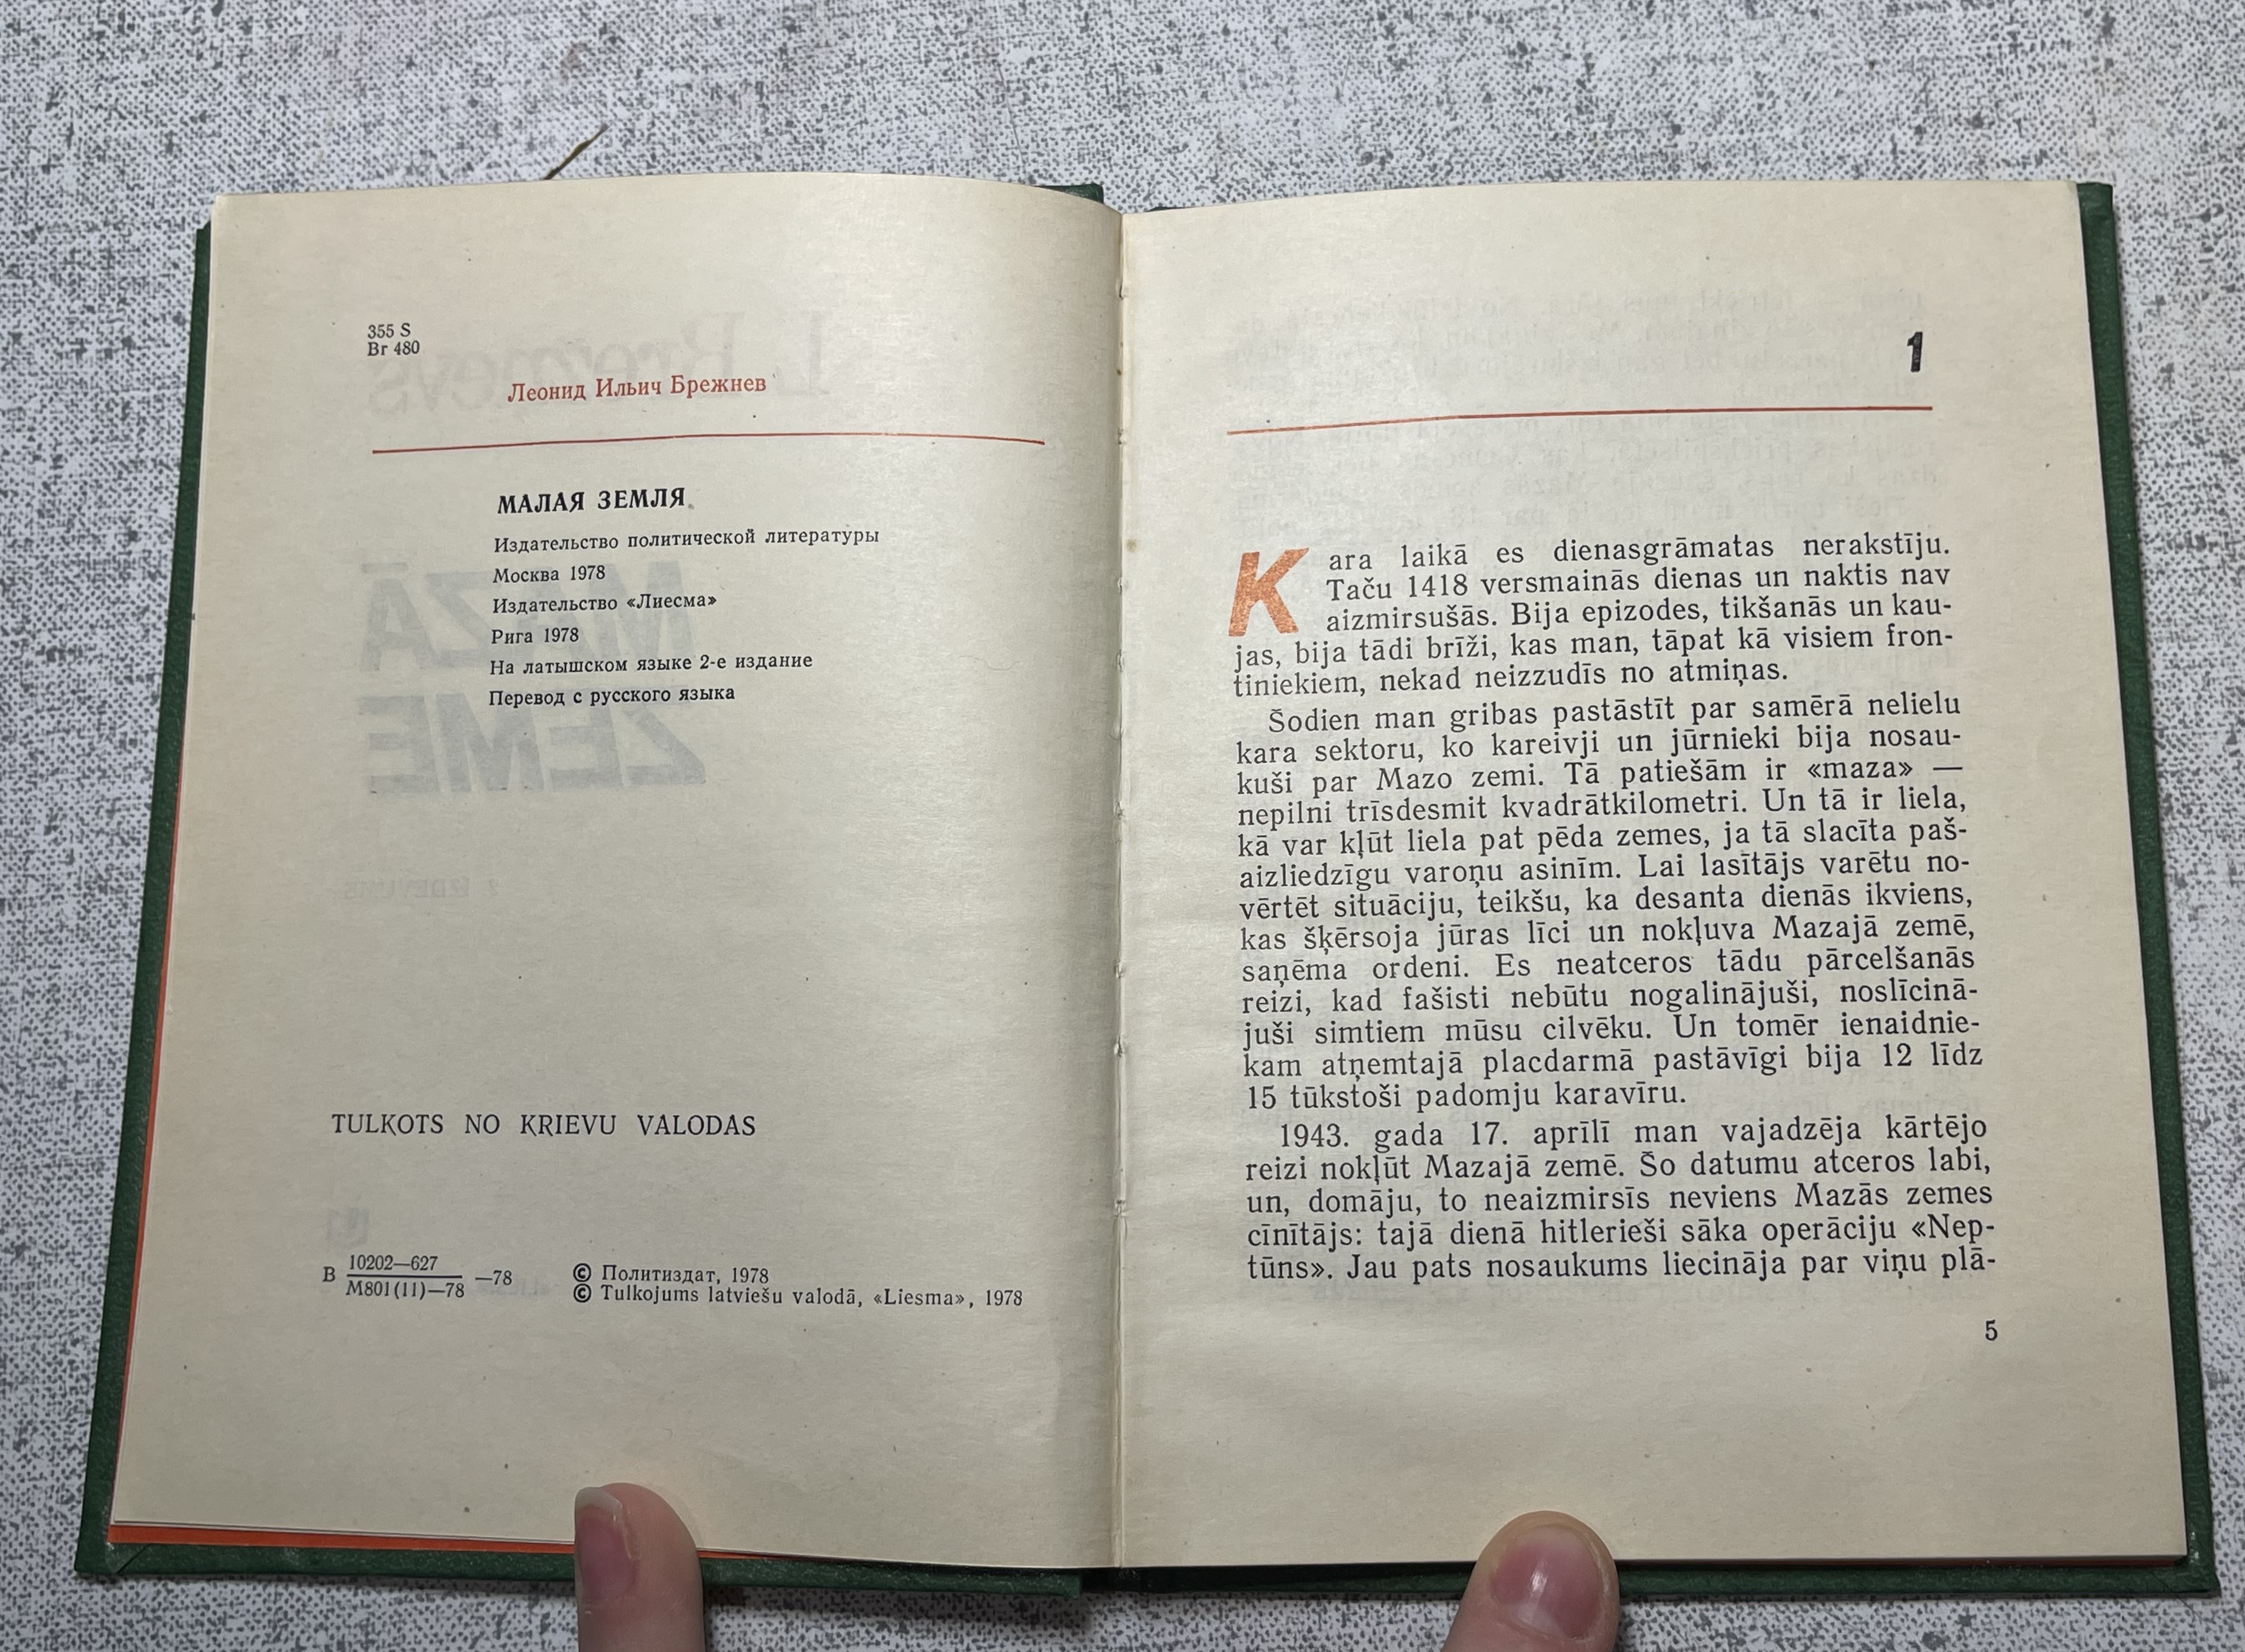 355 S
Br 480
Леонид Ильич Брежнев
МАЛАЯ ЗЕМЛЯ
Издательство политической литературы
Москва 1978
Издательство «Лиесма»
Рига 1978
На латышском языке 2-е издание
Перевод с русского языка
TULKOTS NO KRIEVU VALODAS
В 10202—627
М801(11)—78 —78
© Политиздат, 1978
© Tulkojums latviešu valodā, «Liesma», 1978
1
Kara laikā es dienasgrāmatas nerakstīju.
Taču 1418 versmainās dienas un naktis nav
aizmirsušās. Bija epizodes, tikšanās un kau-
jas, bija tādi brīži, kas man, tāpat kā visiem fron-
tiniekiem, nekad neizzudīs no atmiņas.
Šodien man gribas pastāstīt par samērā nelielu
kara sektoru, ko kareivji un jūrnieki bija nosau-
kuši par Mazo zemi. Tā patiešām ir «maza» —
nepilni trīsdesmit kvadrātkilometri. Un tā ir liela,
kā var kļūt liela pat pēda zemes, ja tā slacīta paš-
aizliedzīgu varoņu asinīm. Lai lasītājs varētu no-
vērtēt situāciju, teikšu, ka desanta dienās ikviens,
kas šķērsoja jūras līci un nokļuva Mazajā zemē,
saņēma ordeni. Es neatceros tādu pārcelšanās
reizi, kad fašisti nebūtu nogalinājuši, noslīcinā-
juši simtiem mūsu cilvēku. Un tomēr ienaidnie-
kam atņemtajā placdarmā pastāvīgi bija 12 līdz
15 tūkstoši padomju karavīru.
1943. gada 17. aprīlī man vajadzēja kārtējo
reizi nokļūt Mazajā zemē. Šo datumu atceros labi,
un, domāju, to neaizmirsīs neviens Mazās zemes
cīnītājs: tajā dienā hitlerieši sāka operāciju «Nep-
tūns». Jau pats nosaukums liecināja par viņu plā-
5